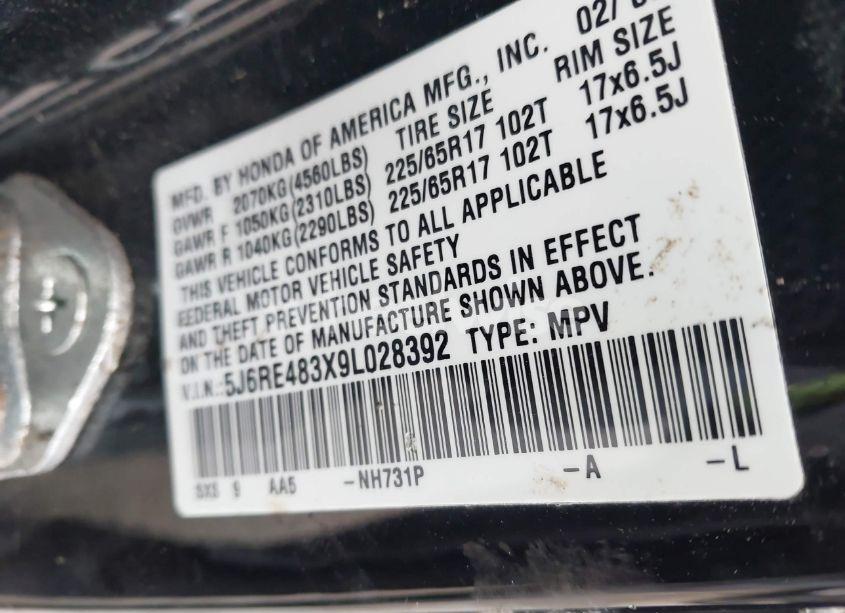 MFD. BY HONDA OF AMERICA MFG., INC. 02/
GVWR 2070KG(4560LBS) TIRE SIZE RIM SIZE
GAWR F 1050KG(2310LBS) 225/65R17 102T 17x6.5J
GAWR R 1040KG(2290LBS) 225/65R17 102T 17x6.5J
THIS VEHICLE CONFORMS TO ALL APPLICABLE
FEDERAL MOTOR VEHICLE SAFETY
AND THEFT PREVENTION STANDARDS IN EFFECT
ON THE DATE OF MANUFACTURE SHOWN ABOVE.
V.I.N.:5J6RE483X9L028392 TYPE: MPV
SXS 9 AA5 -NH731P -A -L